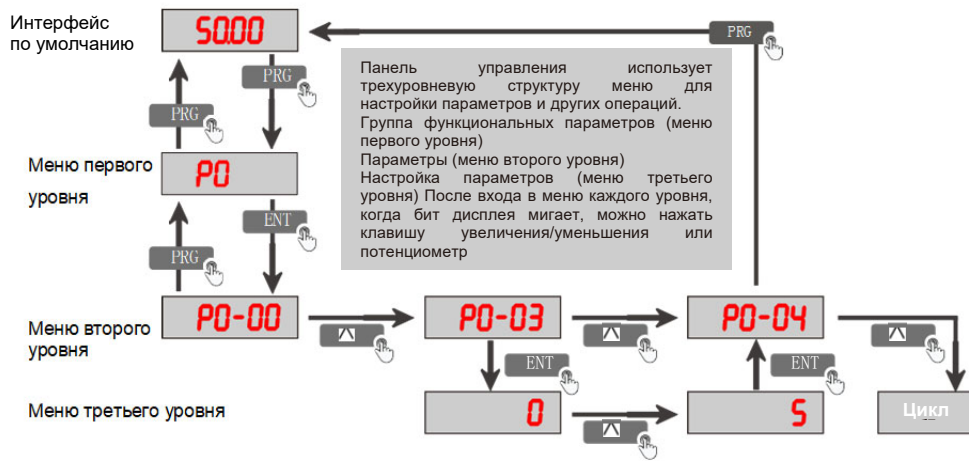 Интерфейс
по умолчанию
50.00
PRG
PRG
PRG
Панель управления использует
трехуровневую структуру меню для
настройки параметров и других операций.
Группа функциональных параметров (меню
первого уровня)
Параметры (меню второго уровня)
Настройка параметров (меню третьего
уровня) После входа в меню каждого уровня,
когда бит дисплея мигает, можно нажать
клавишу увеличения/уменьшения или
потенциометр
Меню первого
уровня
P0
PRG
ENT
Меню второго
уровня
P0-00
P0-03
P0-04
ENT
ENT
Меню третьего уровня
0
5
Цикл